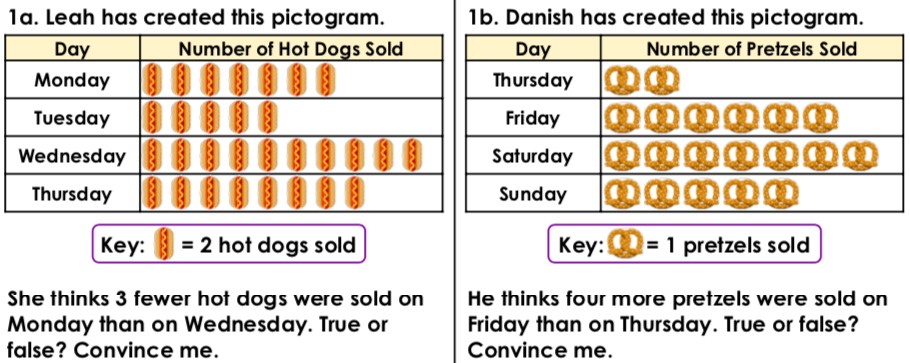 1a. Leah has created this pictogram.
Day Number of Hot Dogs Sold
Monday
Tuesday
Wednesday
Thursday
Key: = 2 hot dogs sold
She thinks 3 fewer hot dogs were sold on
Monday than on Wednesday. True or
false? Convince me.
1b. Danish has created this pictogram.
Day Number of Pretzels Sold
Thursday
Friday
Saturday
Sunday
Key: = 1 pretzels sold
He thinks four more pretzels were sold on
Friday than on Thursday. True or false?
Convince me.